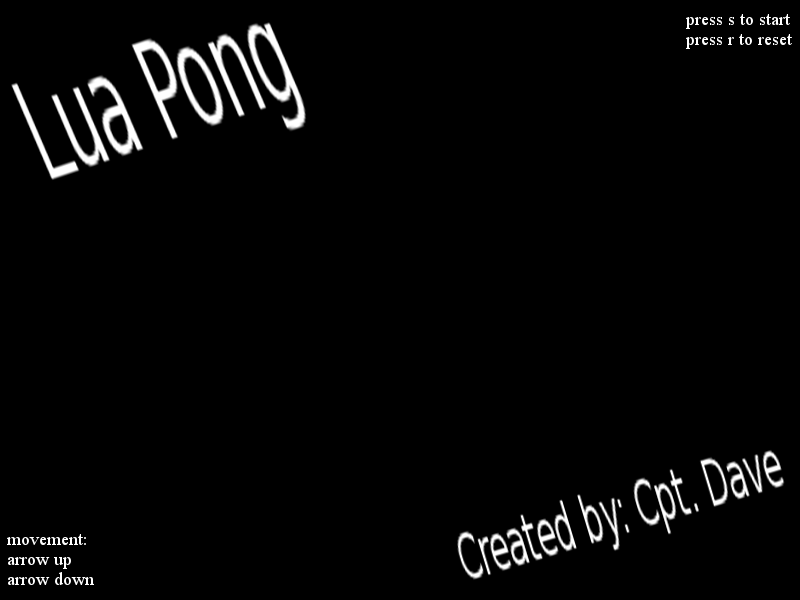 Lua Pong
press s to start
press r to reset
Created by: Cpt. Dave
movement:
arrow up
arrow down